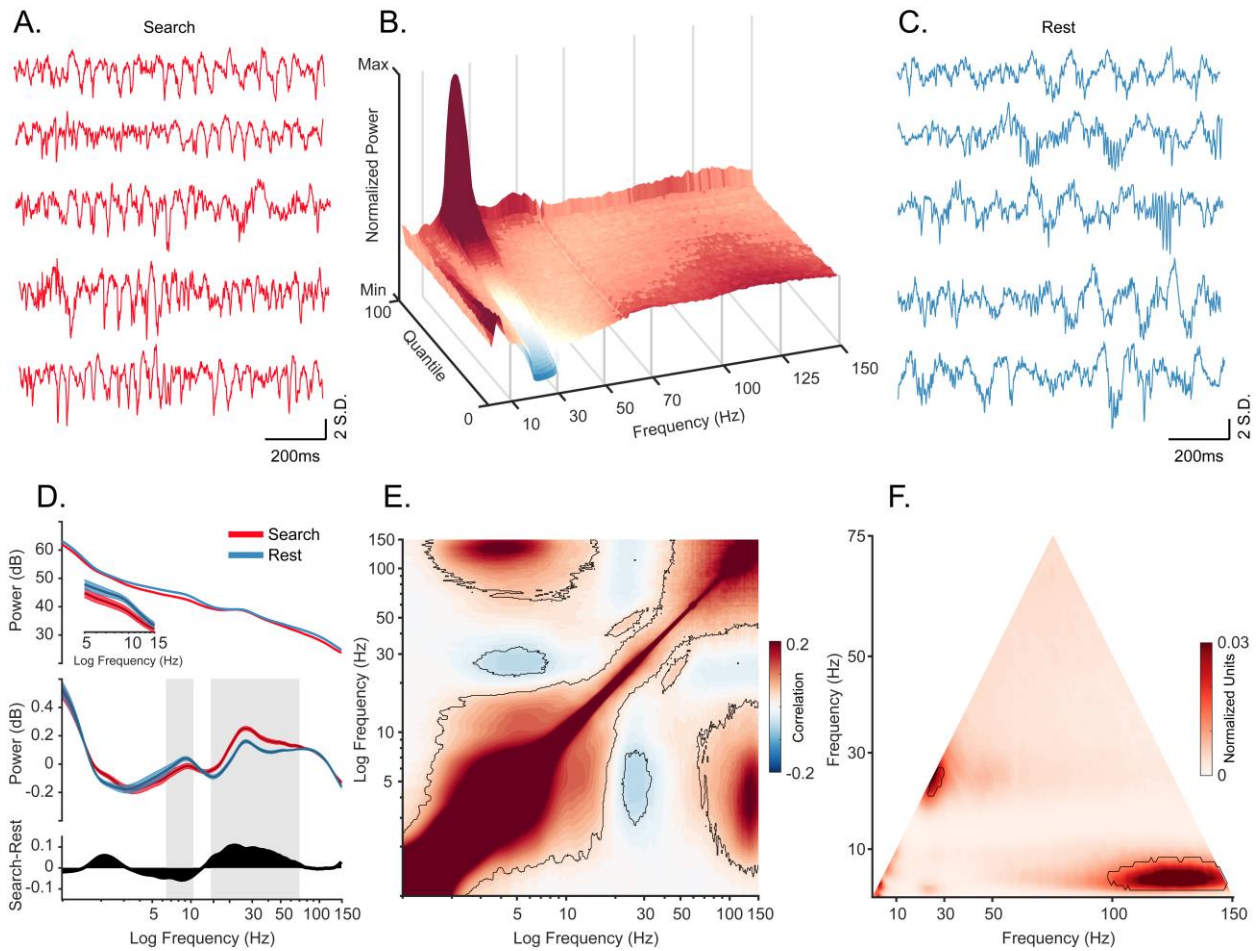 A.
Search
200ms
2 S.D.
B.
Max
Normalized Power
Min
100
Quantile
0
10
30
50
70
100
125
150
Frequency (Hz)
C.
Rest
200ms
2 S.D.
D.
Search
Rest
60
50
40
30
Power (dB)
5
10
15
Log Frequency (Hz)
0.4
0.2
0
-0.2
Power (dB)
0.1
0
-0.1
Search-Rest
5
10
30
50
100
150
Log Frequency (Hz)
E.
150
100
50
30
10
5
Log Frequency (Hz)
5
10
30
50
100
150
Log Frequency (Hz)
0.2
Correlation
-0.2
F.
75
50
30
10
Frequency (Hz)
10
30
50
100
150
Frequency (Hz)
0.03
Normalized Units
0